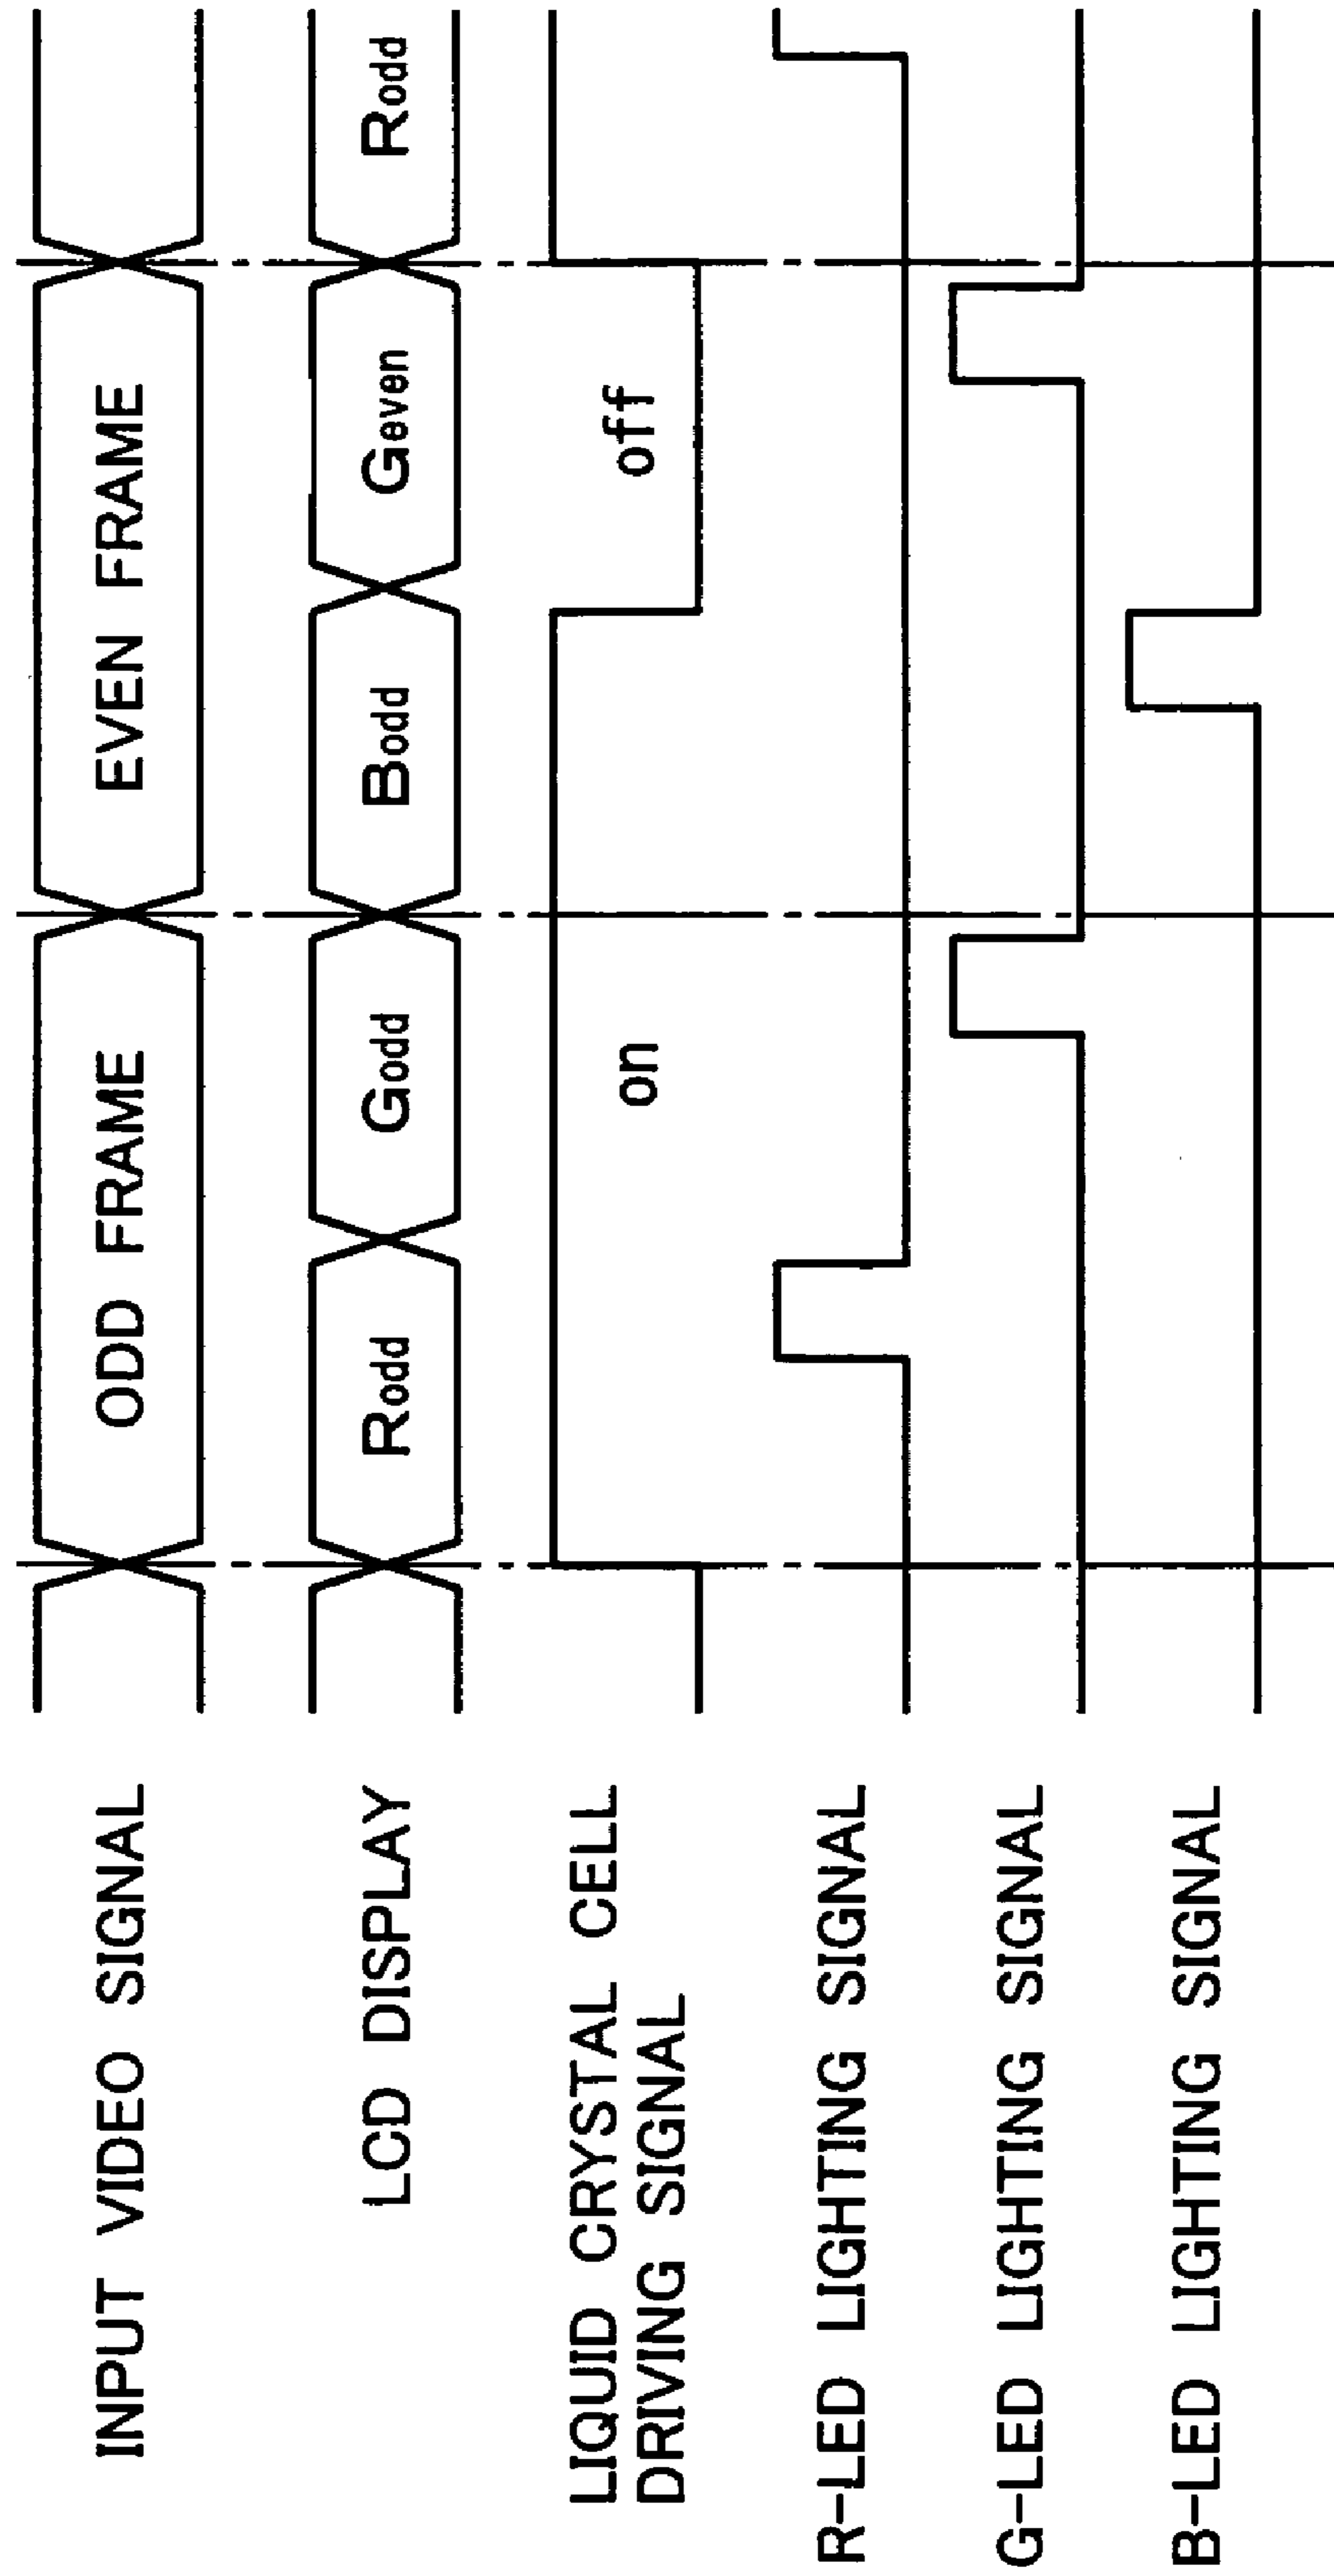 INPUT VIDEO SIGNAL
ODD FRAME
EVEN FRAME
LCD DISPLAY
Rodd
Godd
Bodd
Geven
Rodd
LIQUID CRYSTAL CELL
DRIVING SIGNAL
on
off
R-LED LIGHTING SIGNAL
G-LED LIGHTING SIGNAL
B-LED LIGHTING SIGNAL